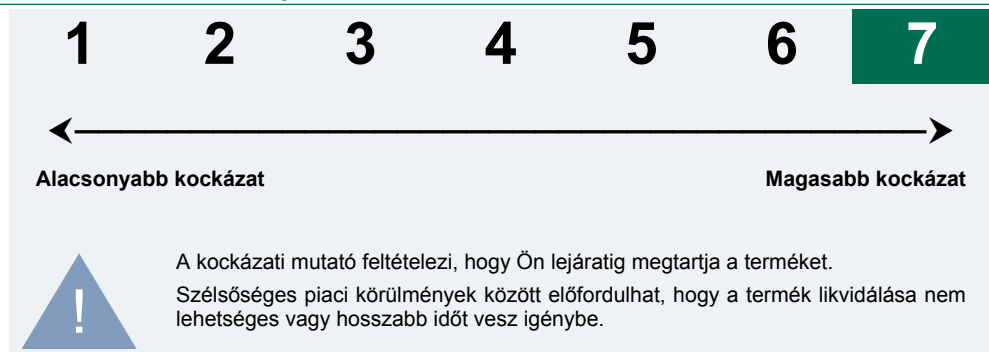 1 2 3 4 5 6 7
Alacsonyabb kockázat Magasabb kockázat
A kockázati mutató feltételezi, hogy Ön lejáratig megtartja a terméket.
Szélsőséges piaci körülmények között előfordulhat, hogy a termék likvidálása nem
lehetséges vagy hosszabb időt vesz igénybe.
!